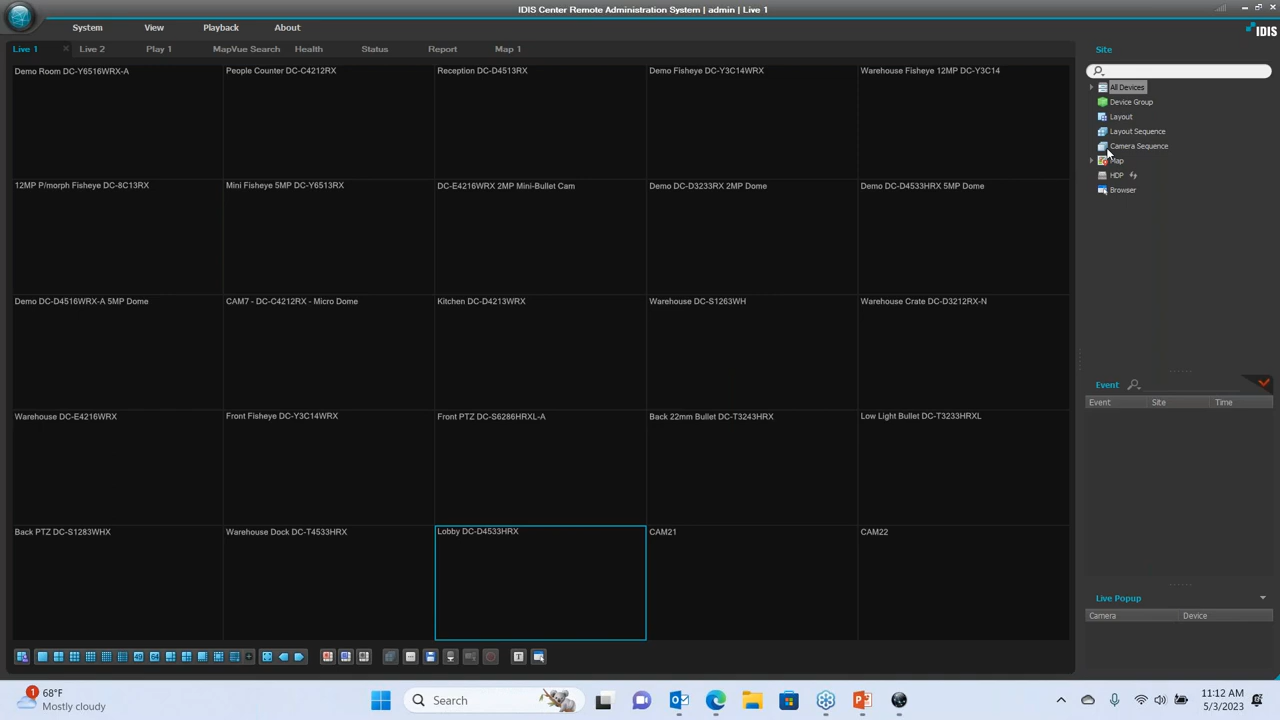 IDIS Center Remote Administration System | admin | Live 1
System View Playback About
IDIS
Live 1 Live 2 Play 1 MapVue Search Health Status Report Map 1
Site
Demo Room DC-Y6516WRX-A People Counter DC-C4212RX Reception DC-D4513RX Demo Fisheye DC-Y3C14WRX Warehouse Fisheye 12MP DC-Y3C14
All Devices
Device Group
Layout
Layout Sequence
Camera Sequence
Map
HDP
Browser
12MP P/morph Fisheye DC-8C13RX Mini Fisheye 5MP DC-Y6513RX DC-E4216WRX 2MP Mini-Bullet Cam Demo DC-D3233RX 2MP Dome Demo DC-D4533HRX 5MP Dome
Demo DC-D4516WRX-A 5MP Dome CAM7 - DC-C4212RX - Micro Dome Kitchen DC-D4213WRX Warehouse DC-S1263WH Warehouse Crate DC-D3212RX-N
Event
Event Site Time
Warehouse DC-E4216WRX Front Fisheye DC-Y3C14WRX Front PTZ DC-S6286HRXL-A Back 22mm Bullet DC-T3243HRX Low Light Bullet DC-T3233HRXL
Back PTZ DC-S1283WHX Warehouse Dock DC-T4533HRX Lobby DC-D4533HRX CAM21 CAM22
Live Popup
Camera Device
1
68°F
Mostly cloudy
Search
11:12 AM
5/3/2023